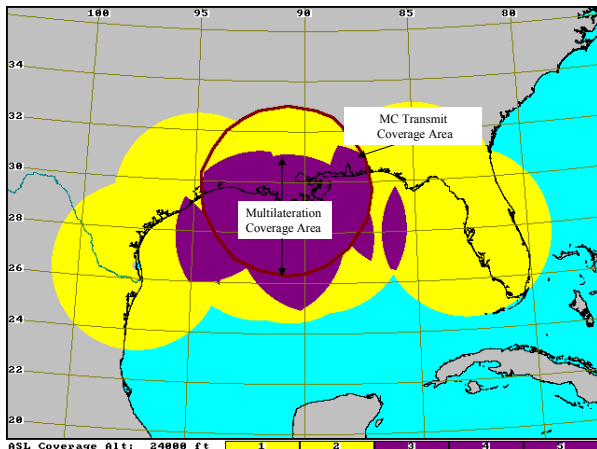 100 95 90 85 80
34
32
MC Transmit
Coverage Area
30
Multilateration
Coverage Area
28
26
24
22
20
ASL Coverage Alt: 24000 ft 1 2 3 4 5